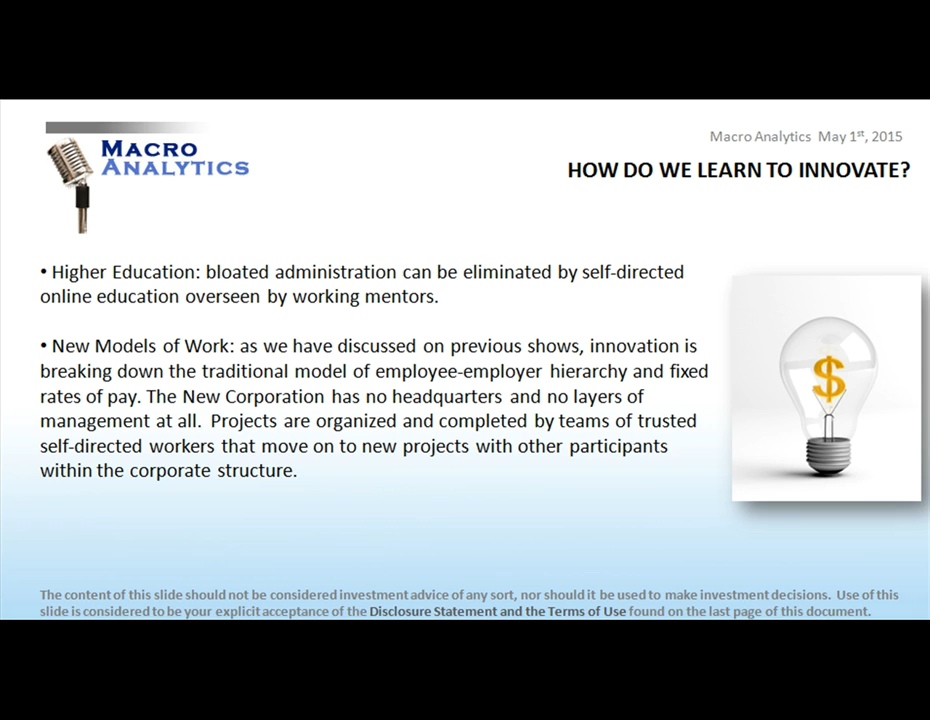 MACRO
ANALYTICS
Macro Analytics May 1st, 2015
HOW DO WE LEARN TO INNOVATE?
• Higher Education: bloated administration can be eliminated by self-directed
online education overseen by working mentors.
• New Models of Work: as we have discussed on previous shows, innovation is
breaking down the traditional model of employee-employer hierarchy and fixed
rates of pay. The New Corporation has no headquarters and no layers of
management at all. Projects are organized and completed by teams of trusted
self-directed workers that move on to new projects with other participants
within the corporate structure.
$
The content of this slide should not be considered investment advice of any sort, nor should it be used to make investment decisions. Use of this
slide is considered to be your explicit acceptance of the Disclosure Statement and the Terms of Use found on the last page of this document.